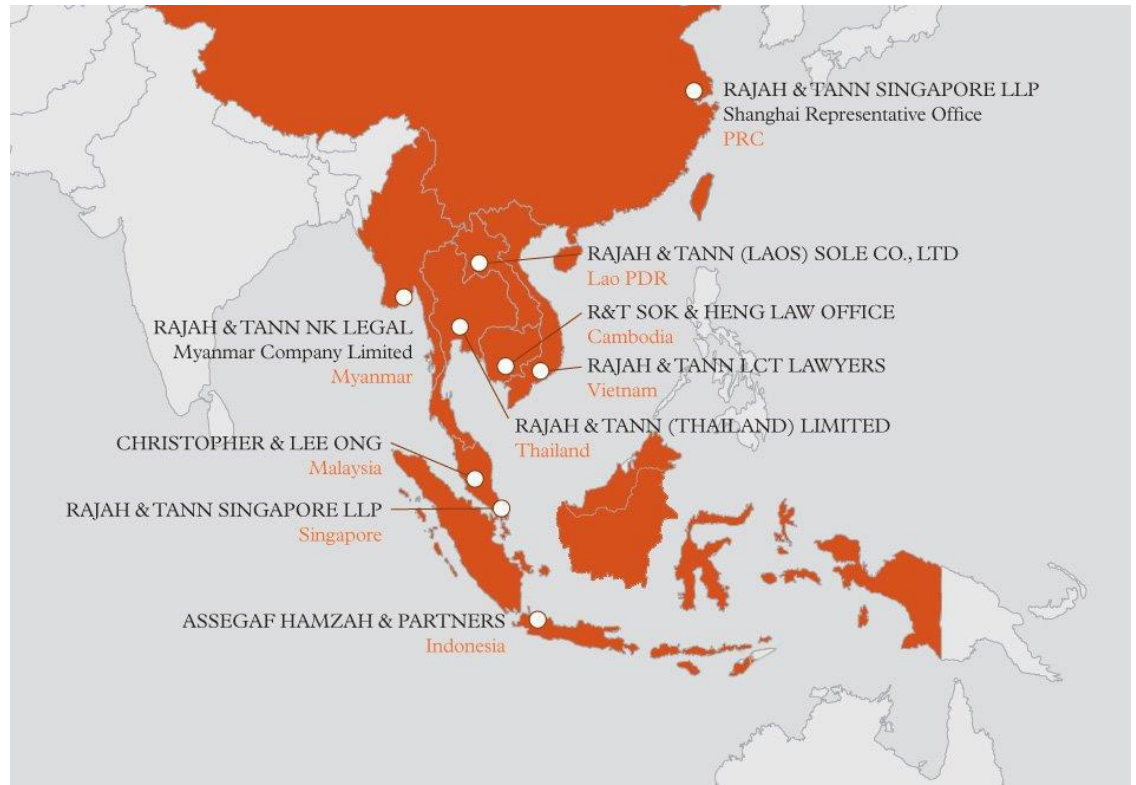 RAJAH & TANN SINGAPORE LLP
Shanghai Representative Office
PRC
RAJAH & TANN (LAOS) SOLE CO., LTD
Lao PDR
R&T SOK & HENG LAW OFFICE
Cambodia
RAJAH & TANN NK LEGAL
Myanmar Company Limited
Myanmar
RAJAH & TANN LCT LAWYERS
Vietnam
RAJAH & TANN (THAILAND) LIMITED
Thailand
CHRISTOPHER & LEE ONG
Malaysia
RAJAH & TANN SINGAPORE LLP
Singapore
ASSEGAF HAMZAH & PARTNERS
Indonesia